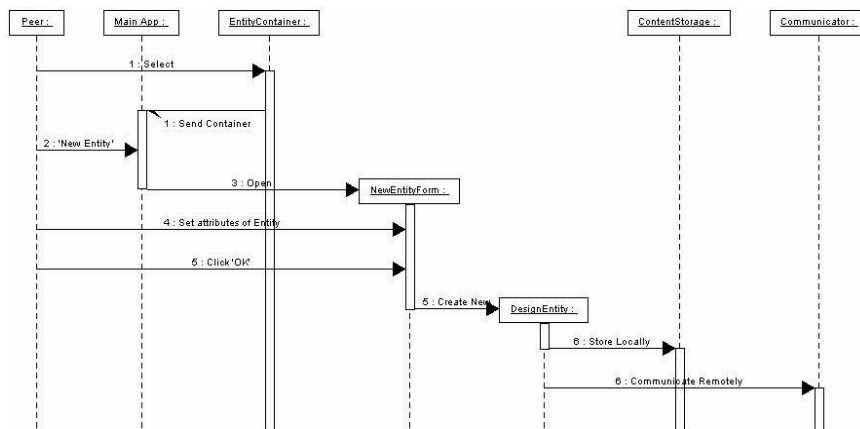 Peer :
Main App :
EntityContainer :
ContentStorage :
Communicator :
1 : Select
1 : Send Container
2 : 'New Entity'
3 : Open
NewEntityForm :
4 : Set attributes of Entity
5 : Click 'OK'
5 : Create New
DesignEntity :
6 : Store Locally
6 : Communicate Remotely